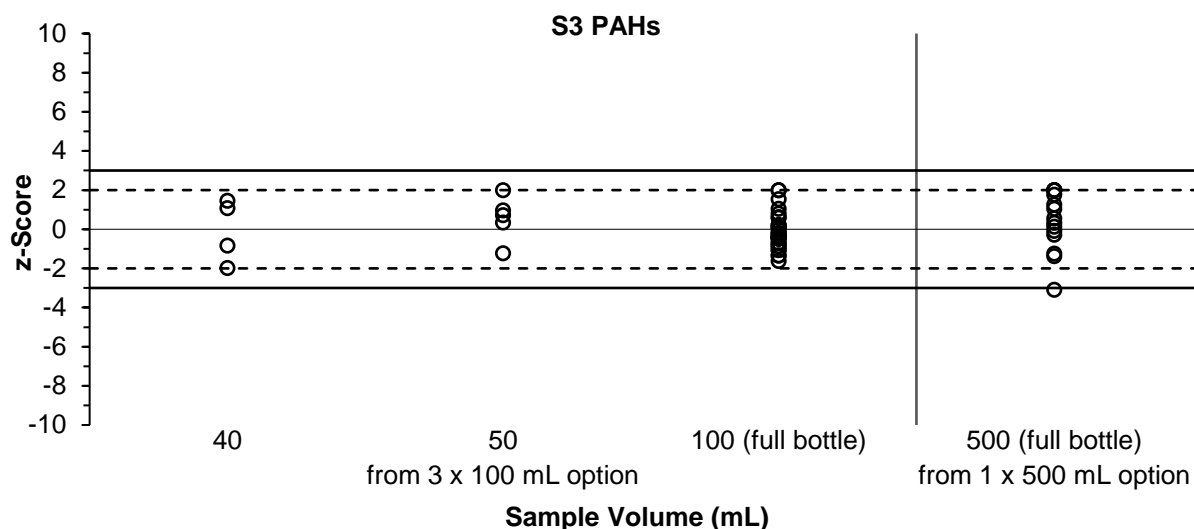 S3 PAHs
z-Score
10
8
6
4
2
0
-2
-4
-6
-8
-10
40 50 100 (full bottle) 500 (full bottle)
from 3 x 100 mL option from 1 x 500 mL option
Sample Volume (mL)